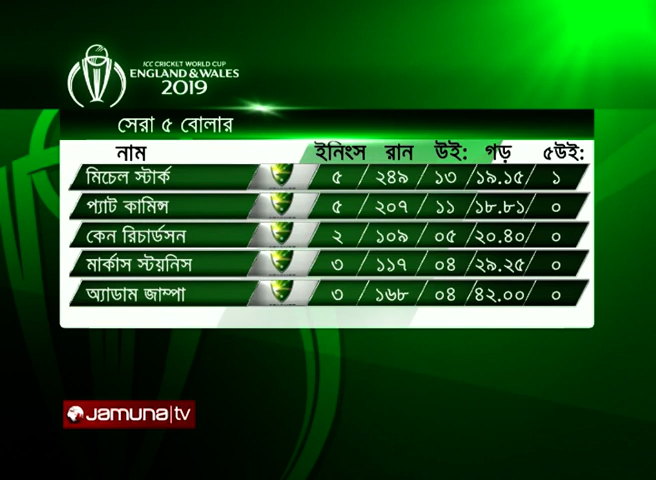 ICC CRICKET WORLD CUP
ENGLAND & WALES
2019
সেরা ৫ বোলার
নাম ইনিংস রান উই: গড় ৫উই:
মিচেল স্টার্ক ৫ ২৪৯ ১৩ ১৯.১৫ ১
প্যাট কামিন্স ৫ ২০৭ ১১ ১৮.৮১ ০
কেন রিচার্ডসন ২ ১০৯ ০৫ ২০.৪০ ০
মার্কাস স্টয়নিস ৩ ১১৭ ০৪ ২৯.২৫ ০
অ্যাডাম জাম্পা ৩ ১৬৮ ০৪ ৪২.০০ ০
Jamuna|tv